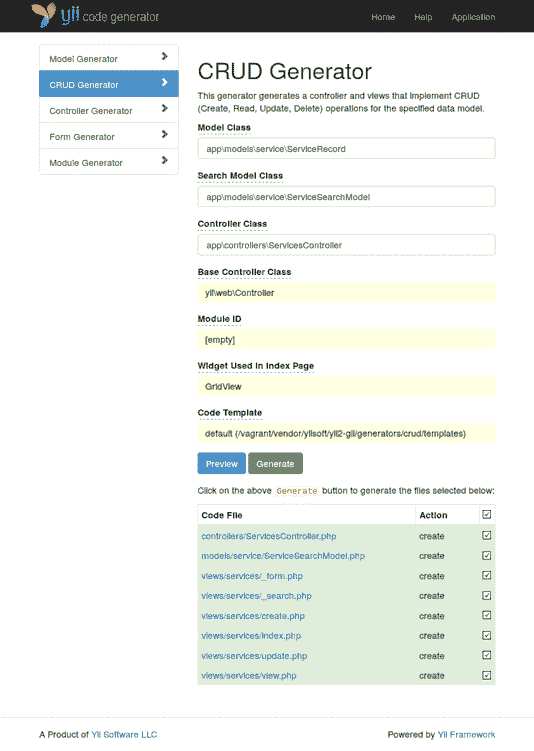 yii code generator
Home Help Application
Model Generator
CRUD Generator
Controller Generator
Form Generator
Module Generator
CRUD Generator
This generator generates a controller and views that implement CRUD
(Create, Read, Update, Delete) operations for the specified data model.
Model Class
app\models\service\ServiceRecord
Search Model Class
app\models\service\ServiceSearchModel
Controller Class
app\controllers\ServicesController
Base Controller Class
yii\web\Controller
Module ID
[empty]
Widget Used in Index Page
GridView
Code Template
default (/vagrant/vendor/yiisoft/yii2-gii/generators/crud/templates)
Preview Generate
Click on the above Generate button to generate the files selected below:
Code File Action
controllers/ServicesController.php create
models/service/ServiceSearchModel.php create
views/services/_form.php create
views/services/_search.php create
views/services/create.php create
views/services/index.php create
views/services/update.php create
views/services/view.php create
A Product of Yii Software LLC Powered by Yii Framework